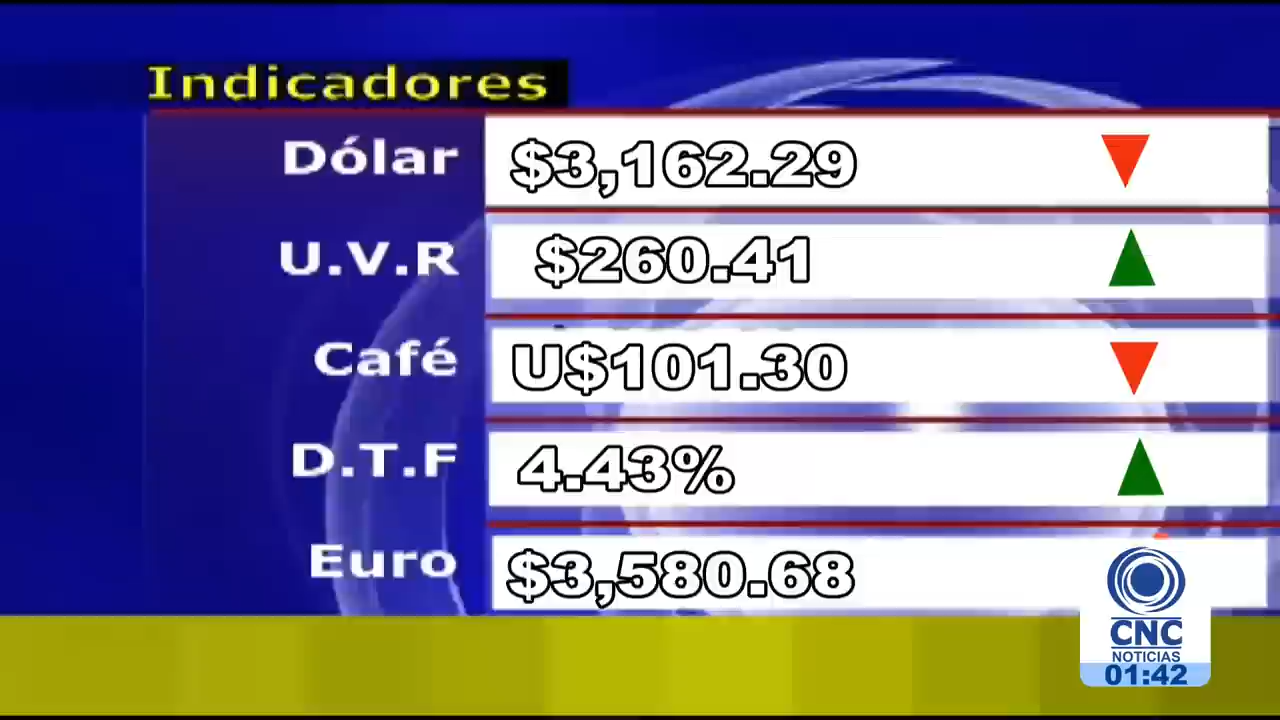 Indicadores
Dólar $3,162.29
U.V.R $260.41
Café U$101.30
D.T.F 4.43%
Euro $3,580.68
CNC
NOTICIAS
01:42